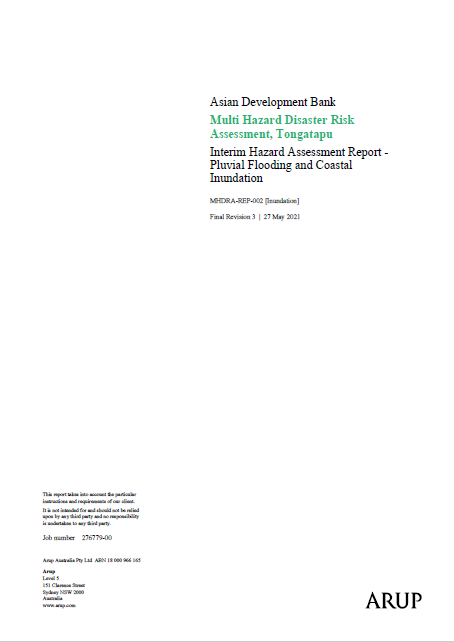 Asian Development Bank
Multi Hazard Disaster Risk
Assessment, Tongatapu
Interim Hazard Assessment Report -
Pluvial Flooding and Coastal
Inundation
MHDRA-REP-002 [Inundation]
Final Revision 3 | 27 May 2021
This report takes into account the particular
instructions and requirements of our client.
It is not intended for and should not be relied
upon by any third party and no responsibility
is undertaken to any third party.
Job number 276779-00
Arup Australia Pty Ltd ABN 18 000 966 165
Arup
Level 5
151 Clarence Street
Sydney NSW 2000
Australia
www.arup.com
ARUP